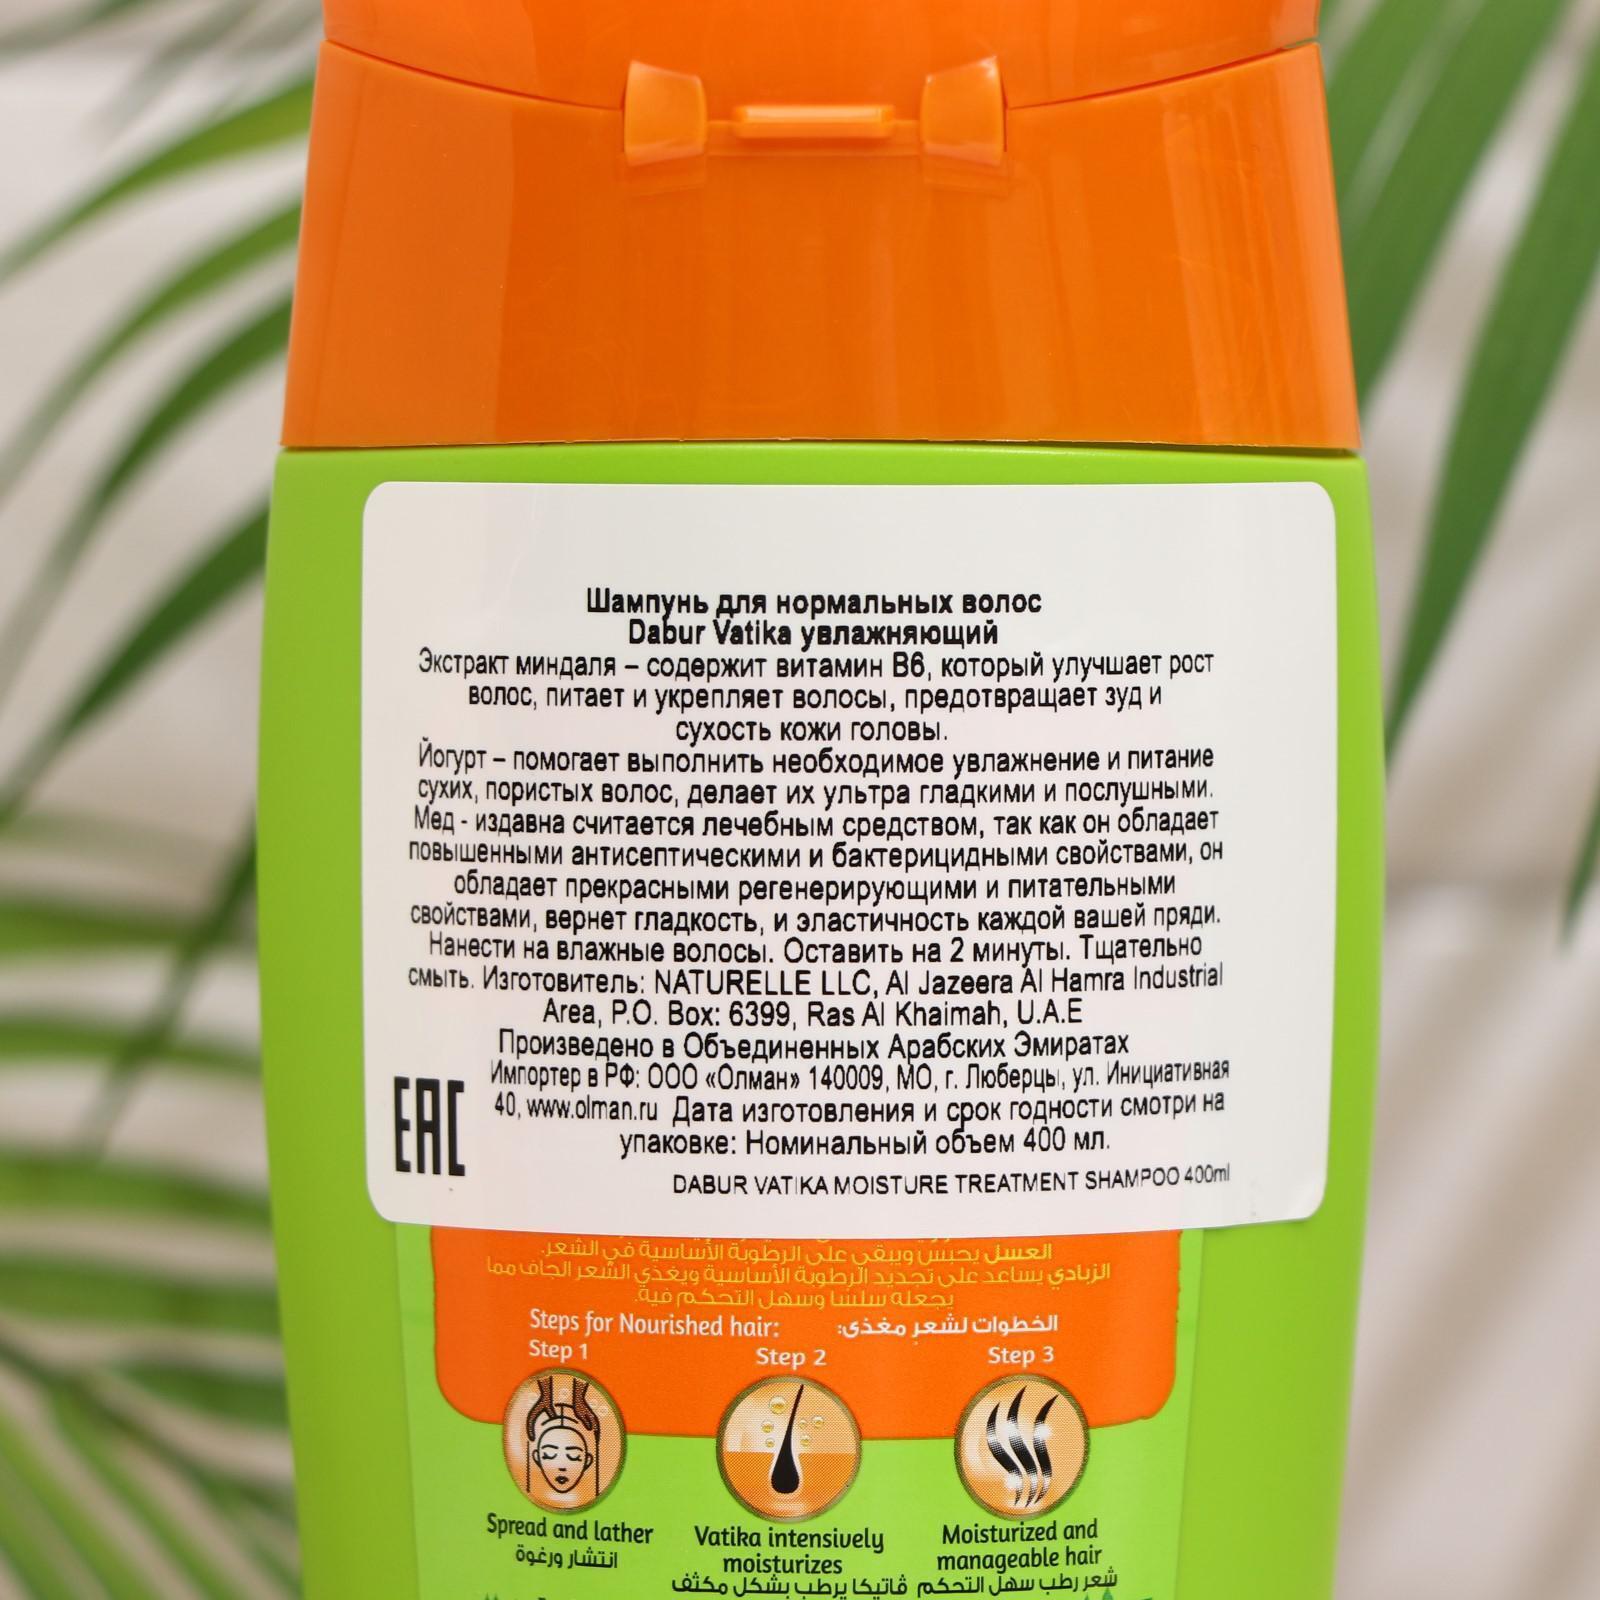 Шампунь для нормальных волос
Dabur Vatika увлажняющий
Экстракт миндаля – содержит витамин В6, который улучшает рост
волос, питает и укрепляет волосы, предотвращает зуд и
сухость кожи головы.
Йогурт – помогает выполнить необходимое увлажнение и питание
сухих, пористых волос, делает их ультра гладкими и послушными.
Мед - издавна считается лечебным средством, так как он обладает
повышенными антисептическими и бактерицидными свойствами, он
обладает прекрасными регенерирующими и питательными
свойствами, вернет гладкость, и эластичность каждой вашей пряди.
Нанести на влажные волосы. Оставить на 2 минуты. Тщательно
смыть. Изготовитель: NATURELLE LLC, Al Jazeera Al Hamra Industrial
Area, P.O. Box: 6399, Ras Al Khaimah, U.A.E
Произведено в Объединенных Арабских Эмиратах
Импортер в РФ: ООО «Олман» 140009, МО, г. Люберцы, ул. Инициативная
40, www.olman.ru Дата изготовления и срок годности смотри на
упаковке: Номинальный объем 400 мл.
EAC
DABUR VATIKA MOISTURE TREATMENT SHAMPOO 400ml
العسل يحبس ويبقي على الرطوبة الأساسية في الشعر.
الزبادي يساعد على تجديد الرطوبة الأساسية ويغذي الشعر الجاف مما
يجعله سلسا وسهل التحكم فية.
Steps for Nourished hair: الخطوات لشعر مغذى:
Step 1 Step 2 Step 3
Spread and lather
انتشار ورغوة
Vatika intensively
moisturizes
ڤاتيكا يرطب بشكل مكثف
Moisturized and
manageable hair
شعر رطب سهل التحكم